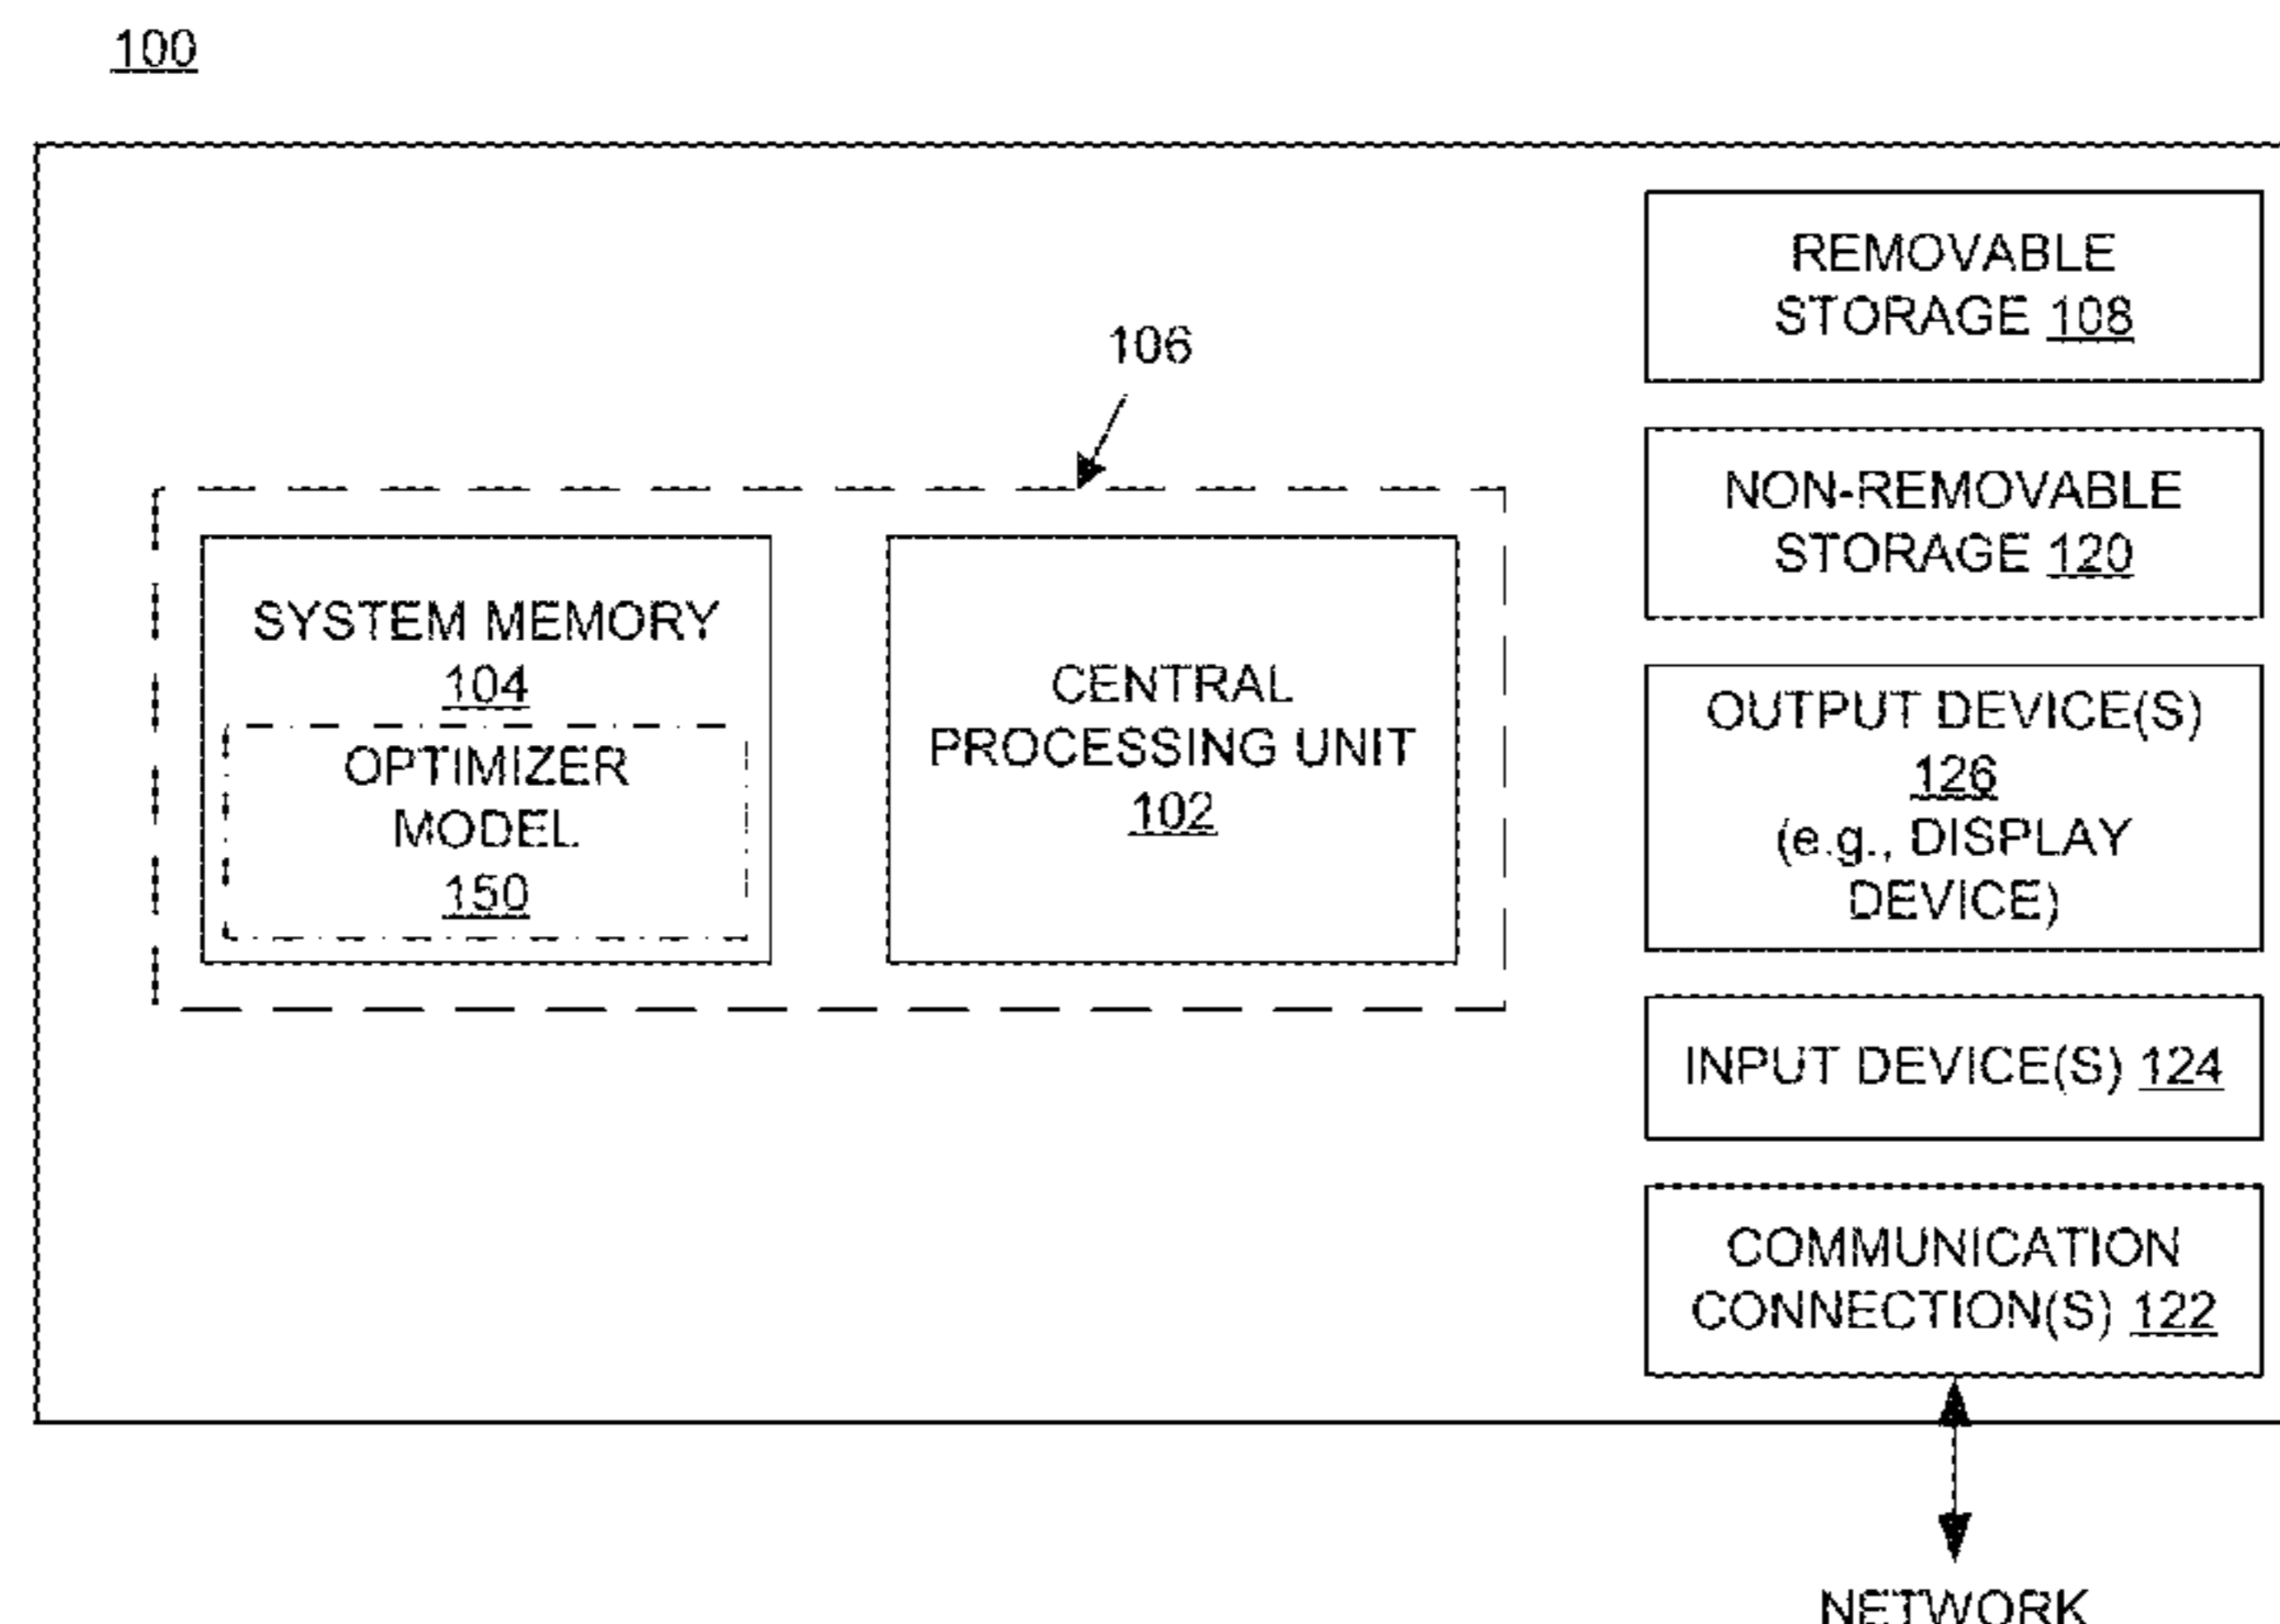 100
106
SYSTEM MEMORY
104
OPTIMIZER
MODEL
150
CENTRAL
PROCESSING UNIT
102
REMOVABLE
STORAGE 108
NON-REMOVABLE
STORAGE 120
OUTPUT DEVICE(S)
126
(e.g., DISPLAY
DEVICE)
INPUT DEVICE(S) 124
COMMUNICATION
CONNECTION(S) 122
NETWORK